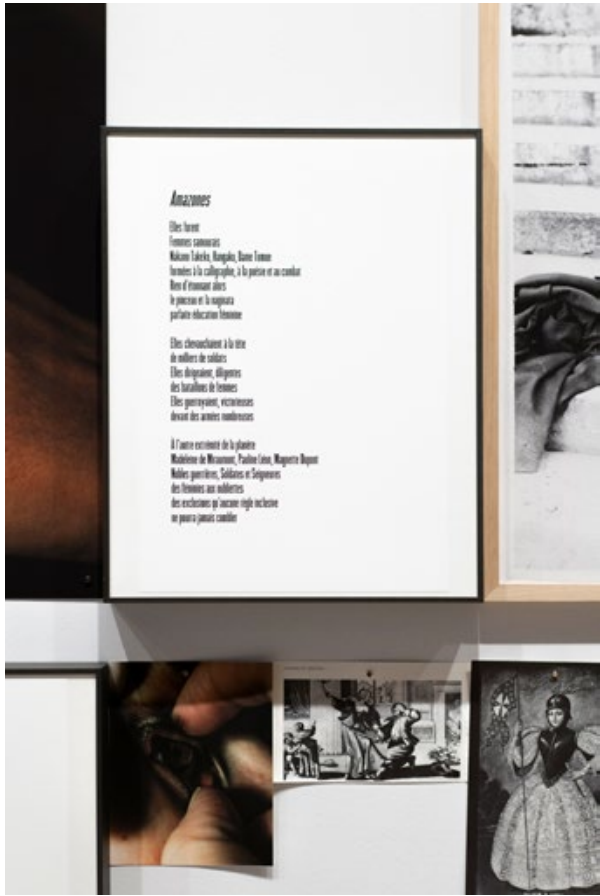 Amazones
Elles furent
Femmes samouraïs
Nakano Takeko, Hangaku, Dame Tomoe
formées à la calligraphie, à la poésie et au combat
Rien d'étonnant alors
le pinceau et la naginata
parfaite éducation féminine
Elles chevauchaient à la tête
de milliers de soldats
Elles dirigeaient, diligentes
des bataillons de femmes
Elles guerroyaient, victorieuses
devant des armées nombreuses
À l'autre extrémité de la planète
Madeleine de Miraumont, Pauline Léon, Maguerite Dupont
Nobles guerrières, Soldates et Seigneures
des féminins aux oubliettes
des exclusions qu'aucune règle inclusive
ne pourra jamais combler